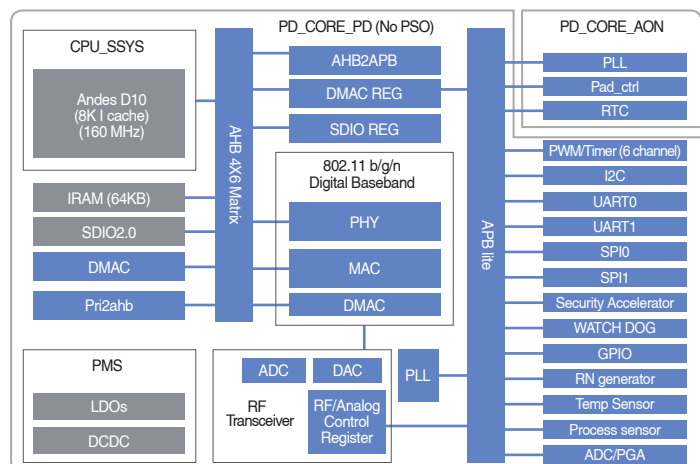 CPU_SSYS
Andes D10
(8K I cache)
(160 MHz)
IRAM (64KB)
SDIO2.0
DMAC
Pri2ahb
PMS
LDOs
DCDC
AHB 4X6 Matrix
PD_CORE_PD (No PSO)
AHB2APB
DMAC REG
SDIO REG
802.11 b/g/n
Digital Baseband
PHY
MAC
DMAC
ADC
DAC
RF
Transceiver
RF/Analog
Control
Register
PLL
APB lite
PD_CORE_AON
PLL
Pad_ctrl
RTC
PWM/Timer (6 channel)
I2C
UART0
UART1
SPI0
SPI1
Security Accelerator
WATCH DOG
GPIO
RN generator
Temp Sensor
Process sensor
ADC/PGA